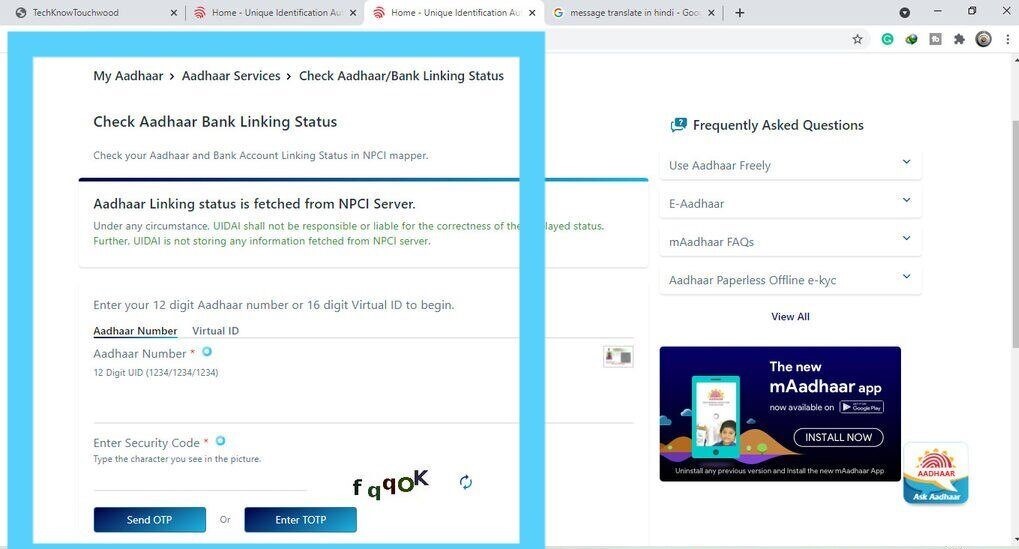 TechKnowTouchwood
Home - Unique Identification Aut
Home - Unique Identification Aut
message translate in hindi - Goo
My Aadhaar > Aadhaar Services > Check Aadhaar/Bank Linking Status
Check Aadhaar Bank Linking Status
Check your Aadhaar and Bank Account Linking Status in NPCI mapper.
Aadhaar Linking status is fetched from NPCI Server.
Under any circumstance. UIDAI shall not be responsible or liable for the correctness of the layed status.
Further. UIDAI is not storing any information fetched from NPCI server.
Enter your 12 digit Aadhaar number or 16 digit Virtual ID to begin.
Aadhaar Number Virtual ID
Aadhaar Number *
12 Digit UID (1234/1234/1234)
Enter Security Code *
Type the character you see in the picture.
fqqOK
Send OTP Or Enter TOTP
Frequently Asked Questions
Use Aadhaar Freely
E-Aadhaar
mAadhaar FAQs
Aadhaar Paperless Offline e-kyc
View All
The new
mAadhaar app
now available on Google Play
INSTALL NOW
Uninstall any previous version and Install the new mAadhaar App
AADHAAR
Ask Aadhaar